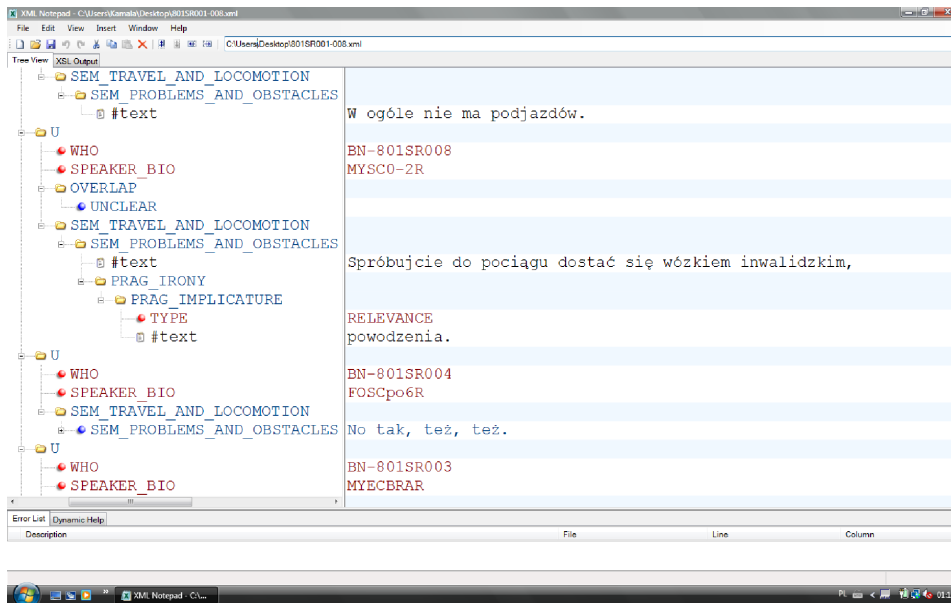 XML Notepad - C:\Users\Kamala\Desktop\801SR001-008.xml
File Edit View Insert Window Help
C:\Users\Desktop\801SR001-008.xml
Tree View XSL Output
SEM_TRAVEL_AND_LOCOMOTION
SEM_PROBLEMS_AND_OBSTACLES
#text W ogóle nie ma podjazdów.
U
WHO BN-801SR008
SPEAKER_BIO MYSC0-2R
OVERLAP
UNCLEAR
SEM_TRAVEL_AND_LOCOMOTION
SEM_PROBLEMS_AND_OBSTACLES
#text Spróbujcie do pociągu dostać się wózkiem inwalidzkim,
PRAG_IRONY
PRAG_IMPLICATURE
TYPE RELEVANCE
#text powodzenia.
U
WHO BN-801SR004
SPEAKER_BIO FOSCpo6R
SEM_TRAVEL_AND_LOCOMOTION
SEM_PROBLEMS_AND_OBSTACLES No tak, też, też.
U
WHO BN-801SR003
SPEAKER_BIO MYECBRAR
Error List Dynamic Help
Description File Line Column
XML Notepad - C:\... PL